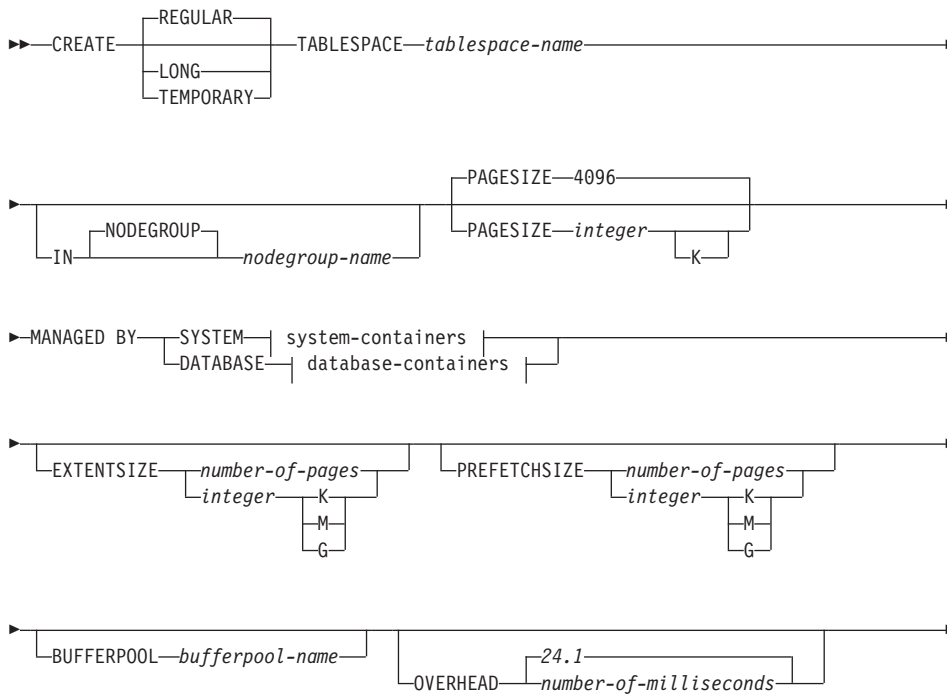 REGULAR
CREATE TABLESPACE tablespace-name
LONG
TEMPORARY
PAGESIZE 4096
NODEGROUP PAGESIZE integer
IN nodegroup-name K
MANAGED BY SYSTEM system-containers
DATABASE database-containers
EXTENTSIZE number-of-pages PREFETCHSIZE number-of-pages
integer K integer K
M M
G G
BUFFERPOOL bufferpool-name 24.1
OVERHEAD number-of-milliseconds